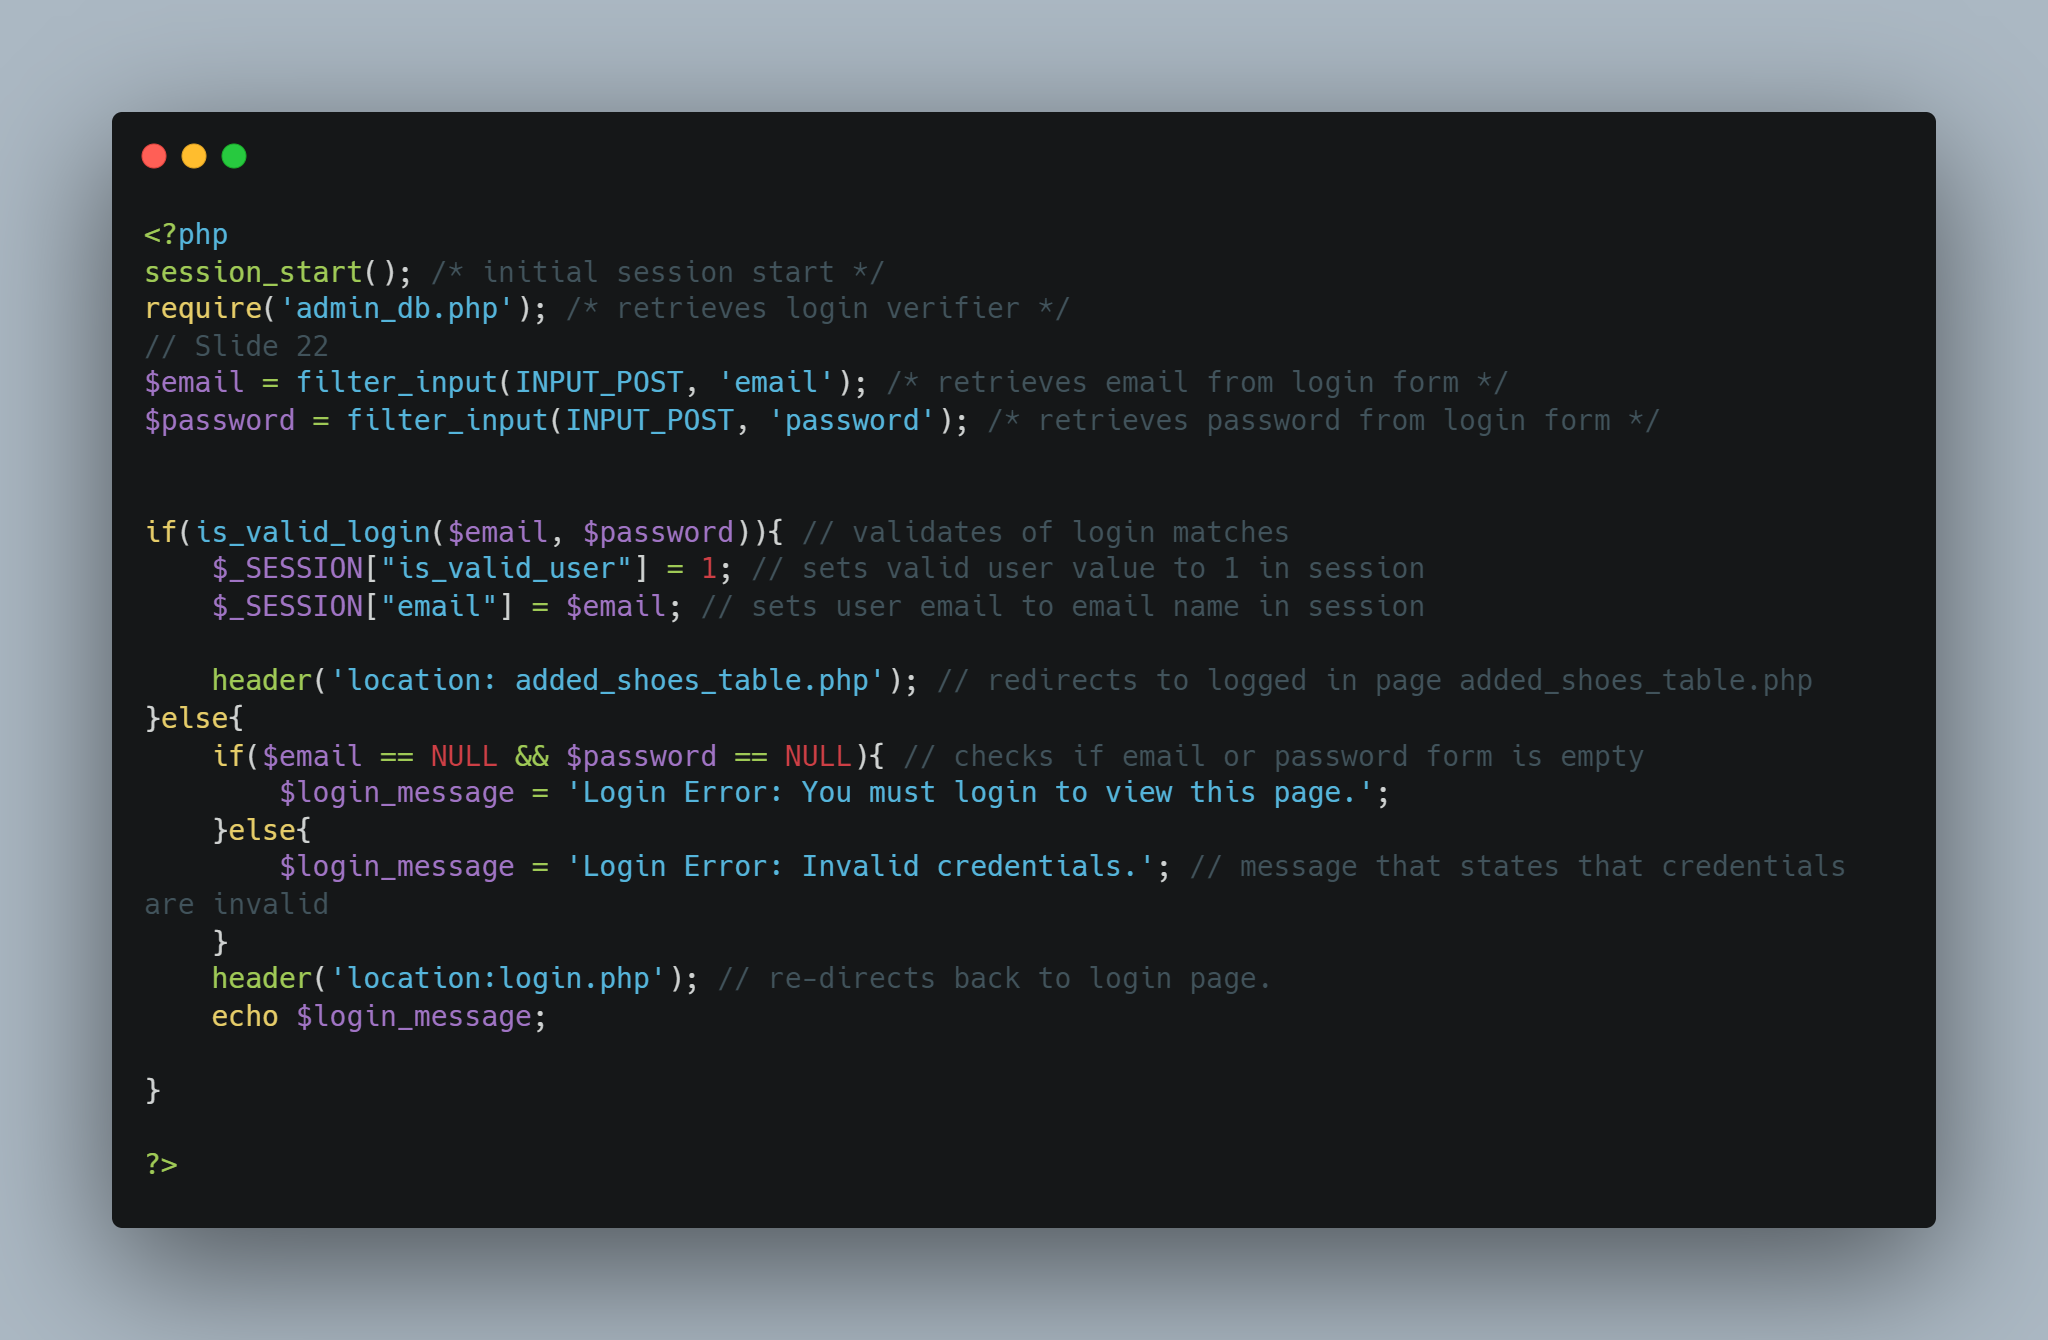 <?php
session_start(); /* initial session start */
require('admin_db.php'); /* retrieves login verifier */
// Slide 22
$email = filter_input(INPUT_POST, 'email'); /* retrieves email from login form */
$password = filter_input(INPUT_POST, 'password'); /* retrieves password from login form */
if(is_valid_login($email, $password)){ // validates of login matches
    $_SESSION["is_valid_user"] = 1; // sets valid user value to 1 in session
    $_SESSION["email"] = $email; // sets user email to email name in session
    header('location: added_shoes_table.php'); // redirects to logged in page added_shoes_table.php
}else{
    if($email == NULL && $password == NULL){ // checks if email or password form is empty
        $login_message = 'Login Error: You must login to view this page.';
    }else{
        $login_message = 'Login Error: Invalid credentials.'; // message that states that credentials
are invalid
    }
    header('location:login.php'); // re-directs back to login page.
    echo $login_message;
}
?>